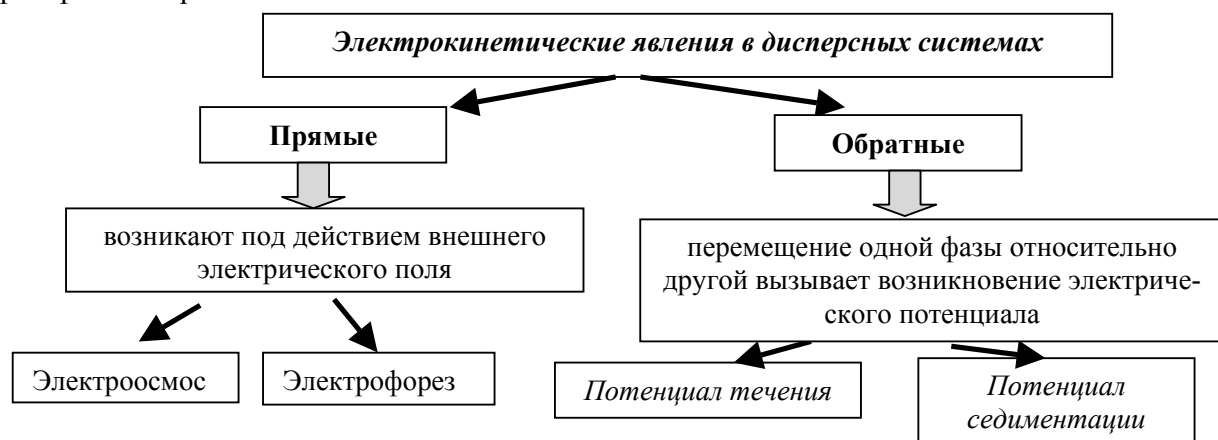 Электрокинетические явления в дисперсных системах
Прямые
Обратные
возникают под действием внешнего
электрического поля
перемещение одной фазы относительно
другой вызывает возникновение электриче-
ского потенциала
Электроосмос
Электрофорез
Потенциал течения
Потенциал
седиментации